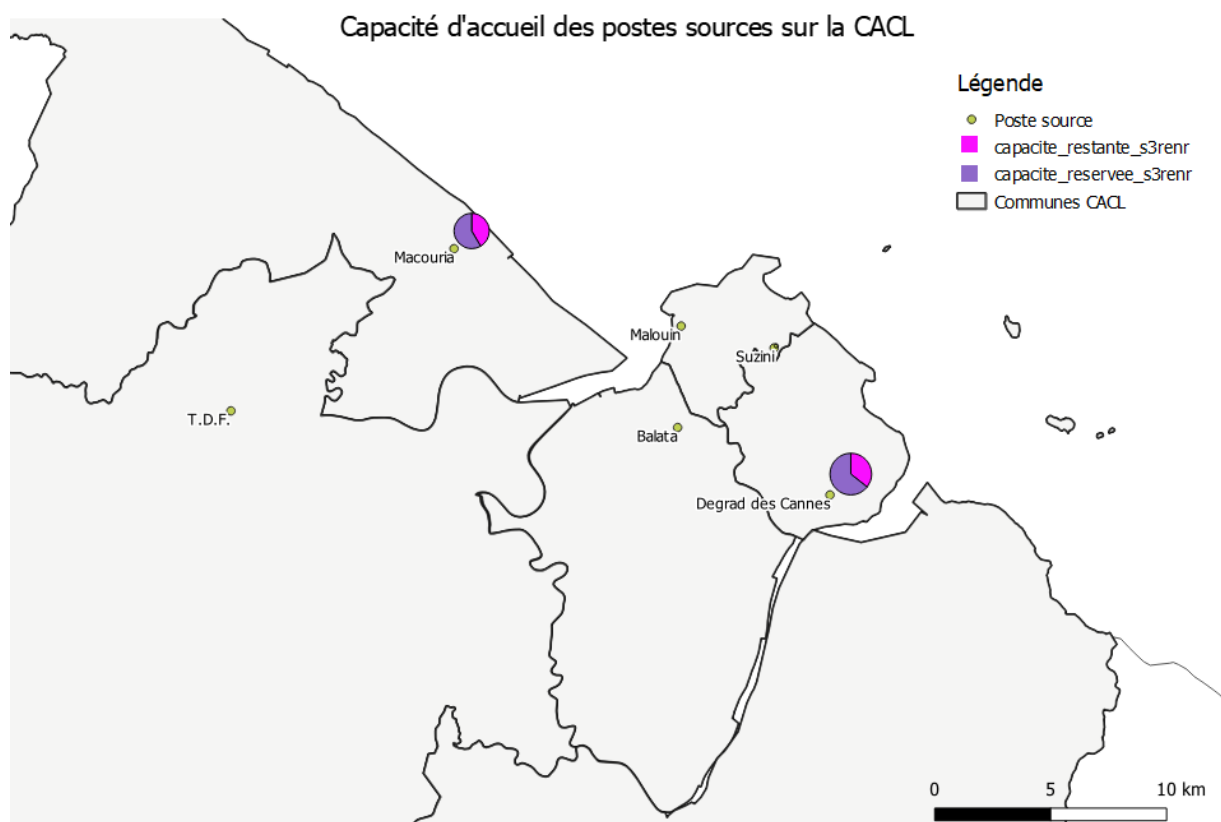 Capacité d'accueil des postes sources sur la CACL
Légende
Poste source
capacite_restante_s3renr
capacite_reservee_s3renr
Communes CACL
Macouria
Malouin
Suzini
T.D.F.
Balata
Degrad des Cannes
0 5 10 km